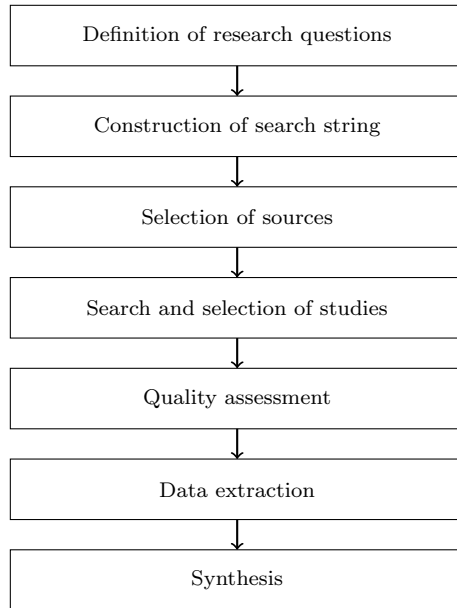 Definition of research questions
Construction of search string
Selection of sources
Search and selection of studies
Quality assessment
Data extraction
Synthesis